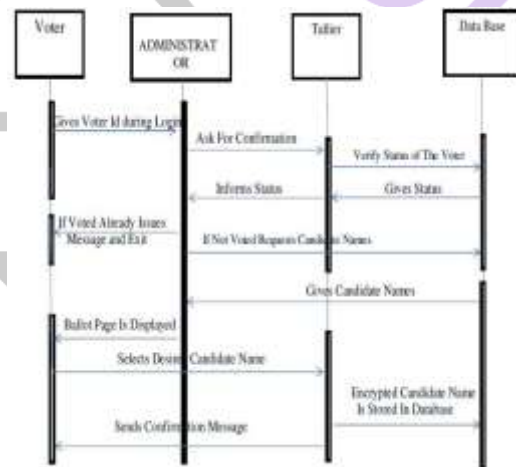 Voter
ADMINISTRAT
OR
Tallier
Data Base
Gives Voter Id during Login
Ask For Confirmation
Verify Status of The Voter
Informs Status
Gives Status
If Voted Already Issues
Message and Exit
If Not Voted Requests Candidate Names
Gives Candidate Names
Ballot Page Is Displayed
Selects Desired Candidate Name
Encrypted Candidate Name
Is Stored In Database
Sends Confirmation Message